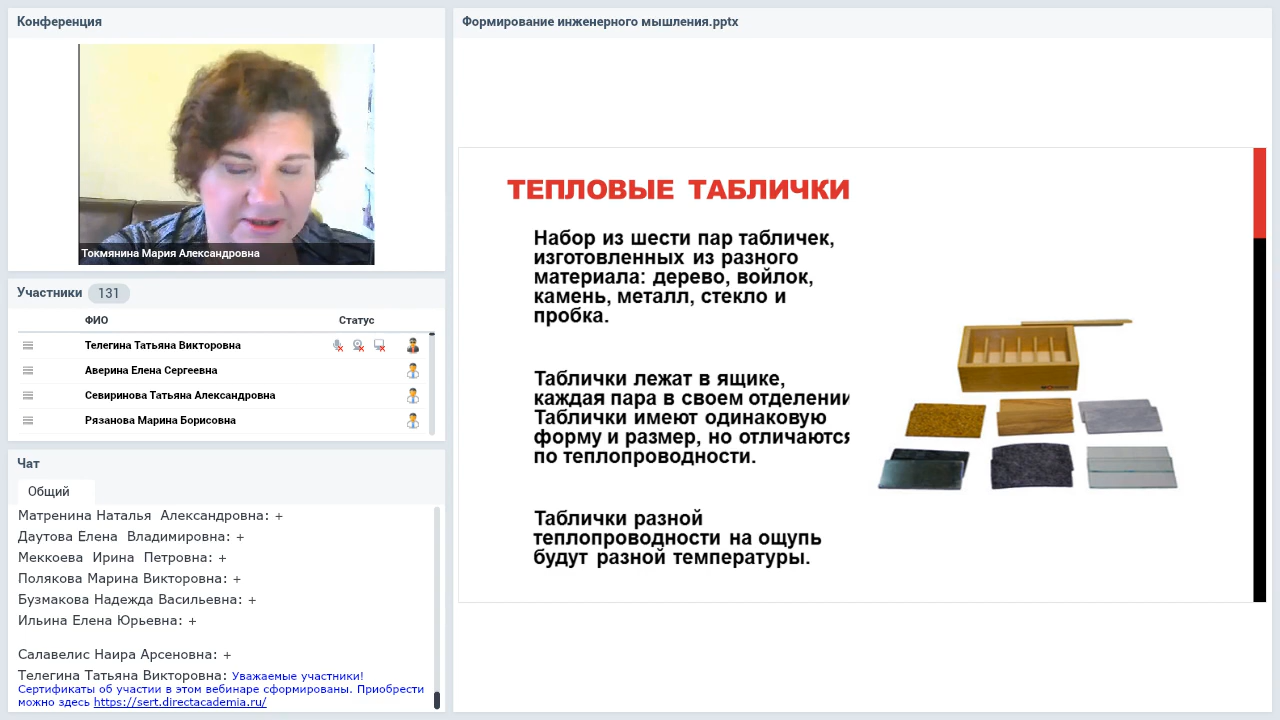 Конференция
Токмянина Мария Александровна
Участники 131
ФИО Статус
Телегина Татьяна Викторовна
Аверина Елена Сергеевна
Севиринова Татьяна Александровна
Рязанова Марина Борисовна
Чат
Общий
Матренина Наталья Александровна: +
Даутова Елена Владимировна: +
Меккоева Ирина Петровна: +
Полякова Марина Викторовна: +
Бузмакова Надежда Васильевна: +
Ильина Елена Юрьевна: +
Салавелис Наира Арсеновна: +
Телегина Татьяна Викторовна: Уважаемые участники!
Сертификаты об участии в этом вебинаре сформированы. Приобрести
можно здесь https://sert.directacademia.ru/
Формирование инженерного мышления.pptx
ТЕПЛОВЫЕ ТАБЛИЧКИ
Набор из шести пар табличек,
изготовленных из разного
материала: дерево, войлок,
камень, металл, стекло и
пробка.
Таблички лежат в ящике,
каждая пара в своем отделении
Таблички имеют одинаковую
форму и размер, но отличаются
по теплопроводности.
Таблички разной
теплопроводности на ощупь
будут разной температуры.